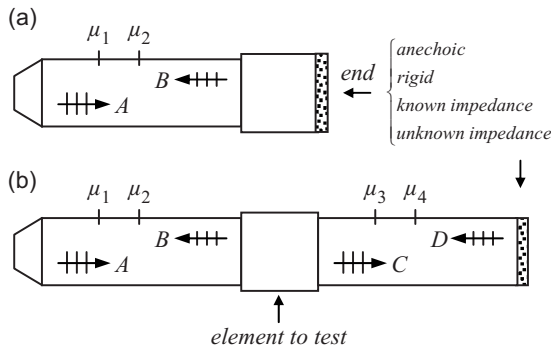 (a)
μ1 μ2
B
A
end
anechoic
rigid
known impedance
unknown impedance
(b)
μ1 μ2 μ3 μ4
B D
A C
element to test